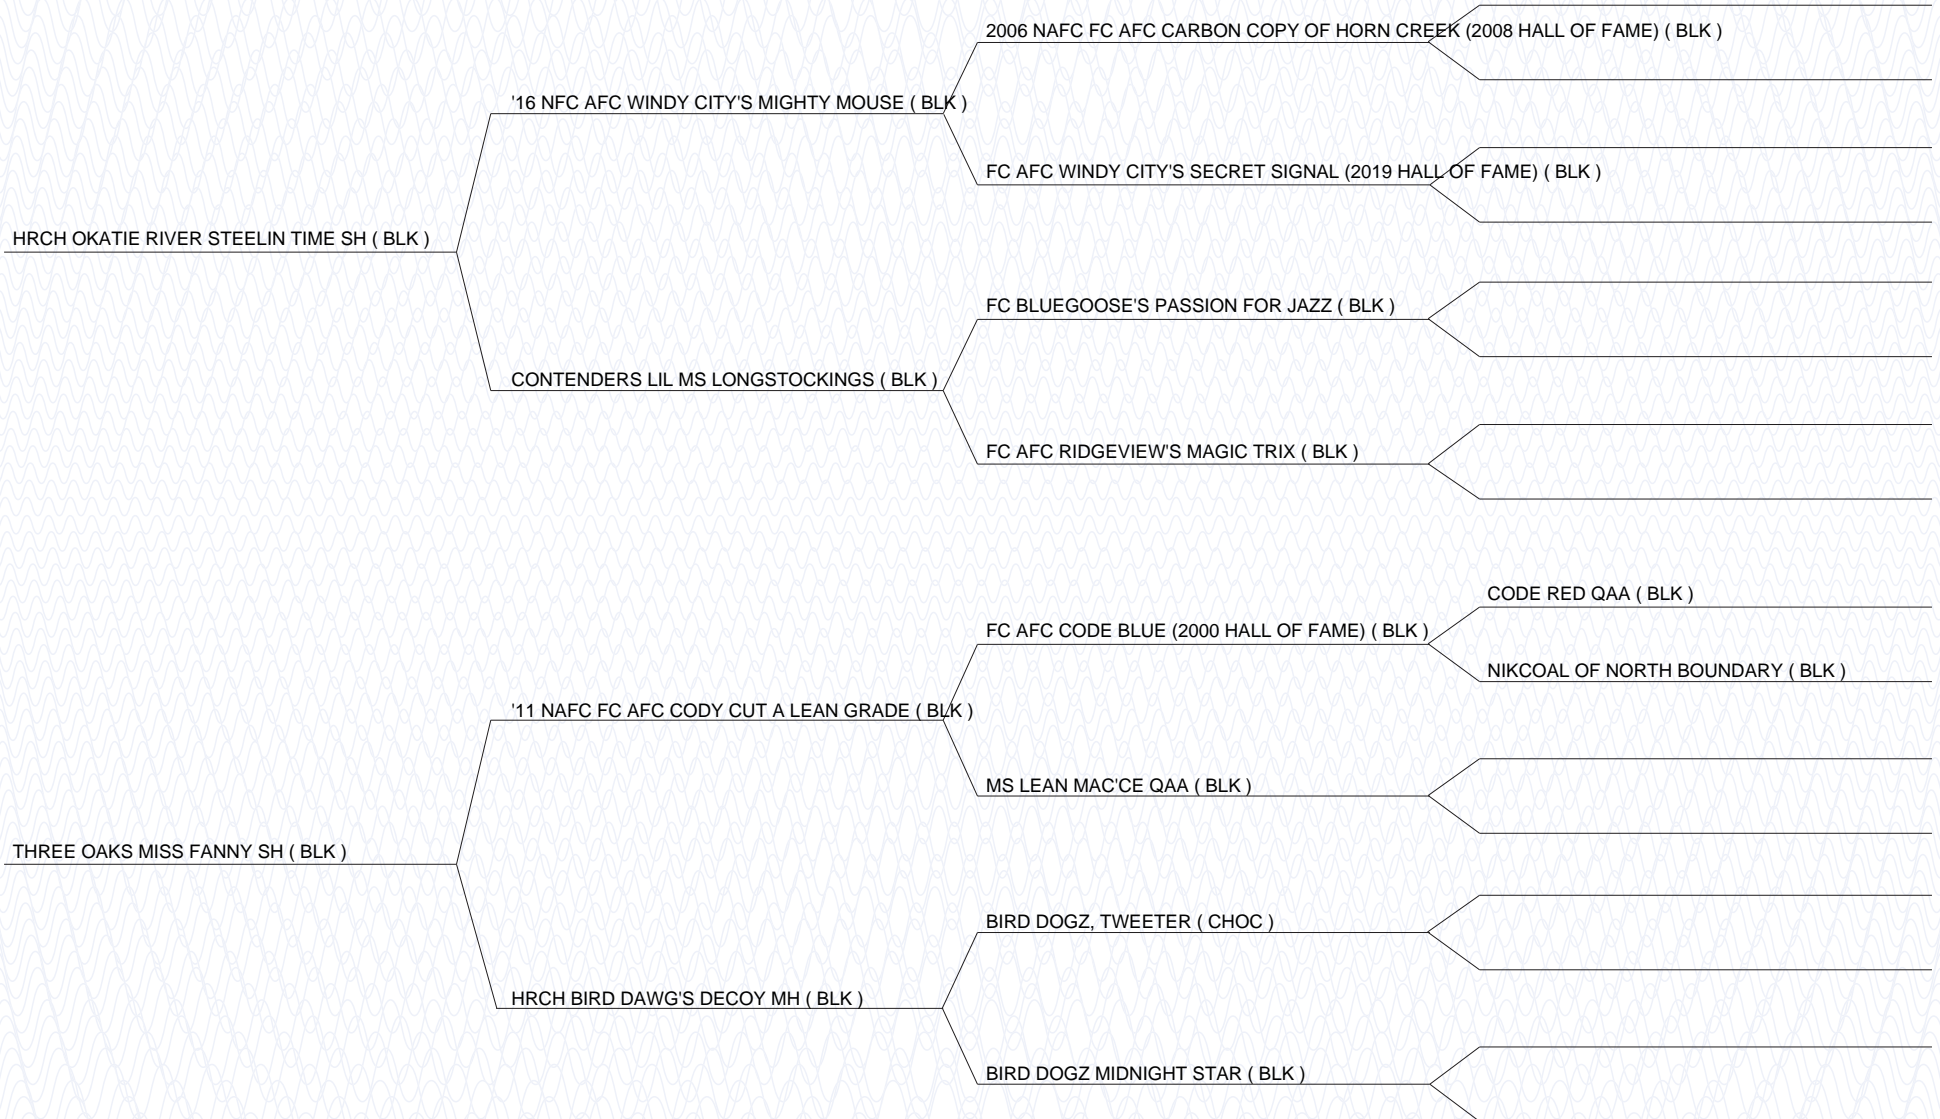 2006 NAFC FC AFC CARBON COPY OF HORN CREEK (2008 HALL OF FAME) ( BLK )
'16 NFC AFC WINDY CITY'S MIGHTY MOUSE ( BLK )
FC AFC WINDY CITY'S SECRET SIGNAL (2019 HALL OF FAME) ( BLK )
HRCH OKATIE RIVER STEELIN TIME SH ( BLK )
FC BLUEGOOSE'S PASSION FOR JAZZ ( BLK )
CONTENDERS LIL MS LONGSTOCKINGS ( BLK )
FC AFC RIDGEVIEW'S MAGIC TRIX ( BLK )
CODE RED QAA ( BLK )
FC AFC CODE BLUE (2000 HALL OF FAME) ( BLK )
NIKCOAL OF NORTH BOUNDARY ( BLK )
'11 NAFC FC AFC CODY CUT A LEAN GRADE ( BLK )
MS LEAN MAC'CE QAA ( BLK )
THREE OAKS MISS FANNY SH ( BLK )
BIRD DOGZ, TWEETER ( CHOC )
HRCH BIRD DAWG'S DECOY MH ( BLK )
BIRD DOGZ MIDNIGHT STAR ( BLK )